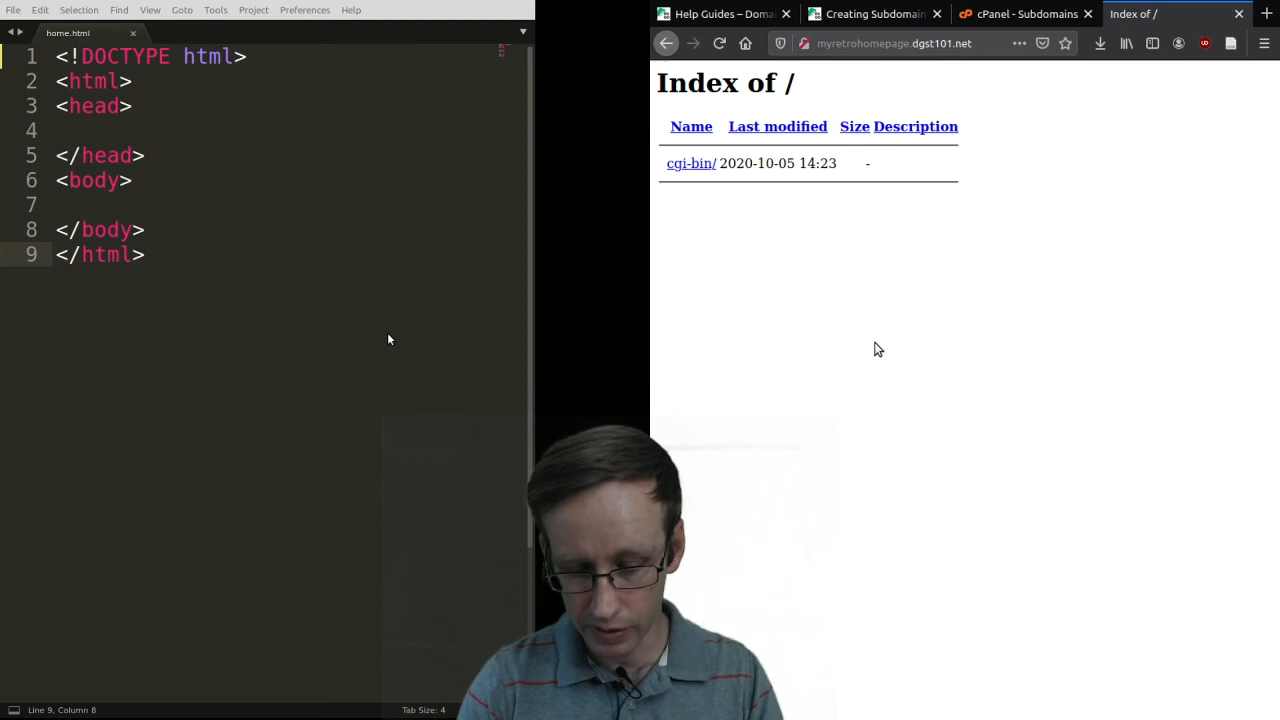 File Edit Selection View Find Goto Tools Project Preferences Help
home.html
1 <!DOCTYPE html>
2 <html>
3 <head>
4
5 </head>
6 <body>
7
8 </body>
9 </html>
Line 9, Column 8 Tab Size: 4
Help Guides – Doma Creating Subdomain cPanel - Subdomains Index of /
myretrohomepage.dgst101.net
Index of /
Name Last modified Size Description
cgi-bin/ 2020-10-05 14:23 -